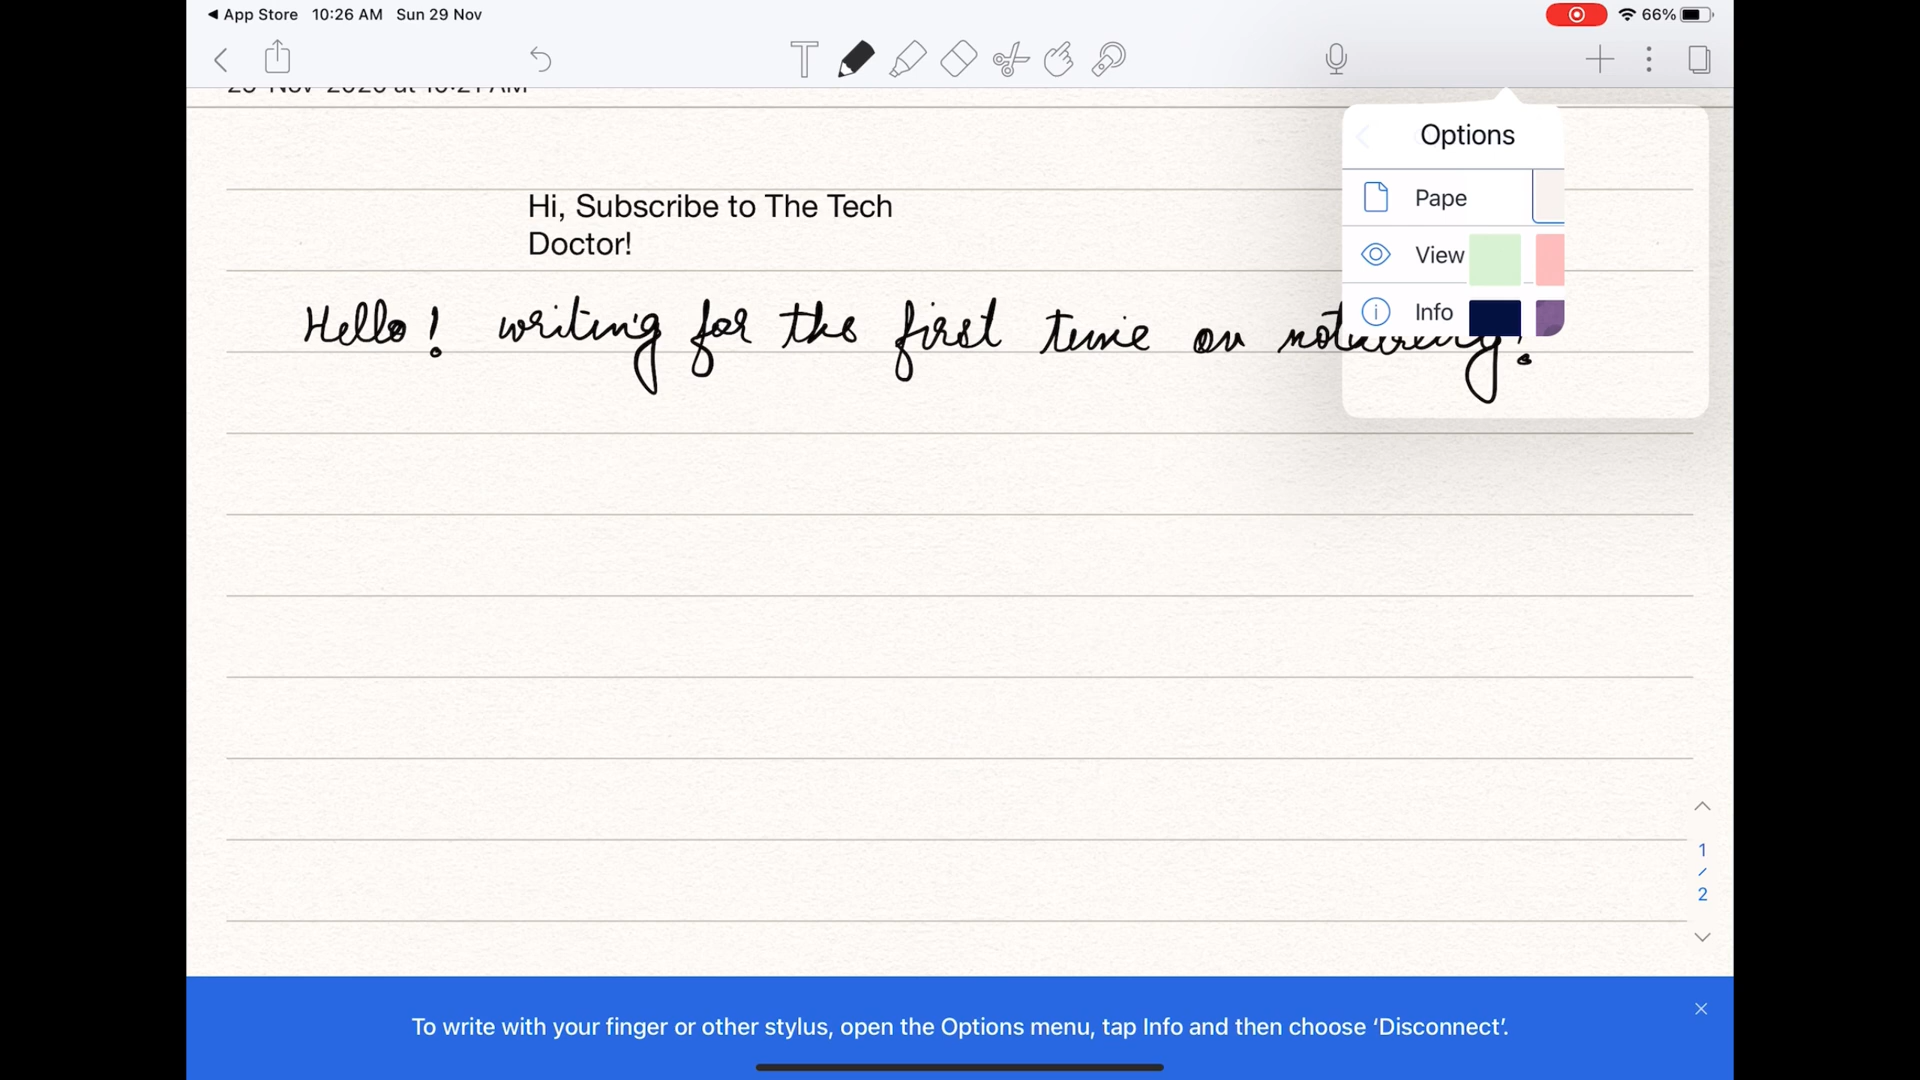 App Store 10:26 AM Sun 29 Nov 66%
Options
Hi, Subscribe to The Tech
Doctor!
Pape
View
Info
Hello! writing for the first time on
1
2
To write with your finger or other stylus, open the Options menu, tap Info and then choose ‘Disconnect’.